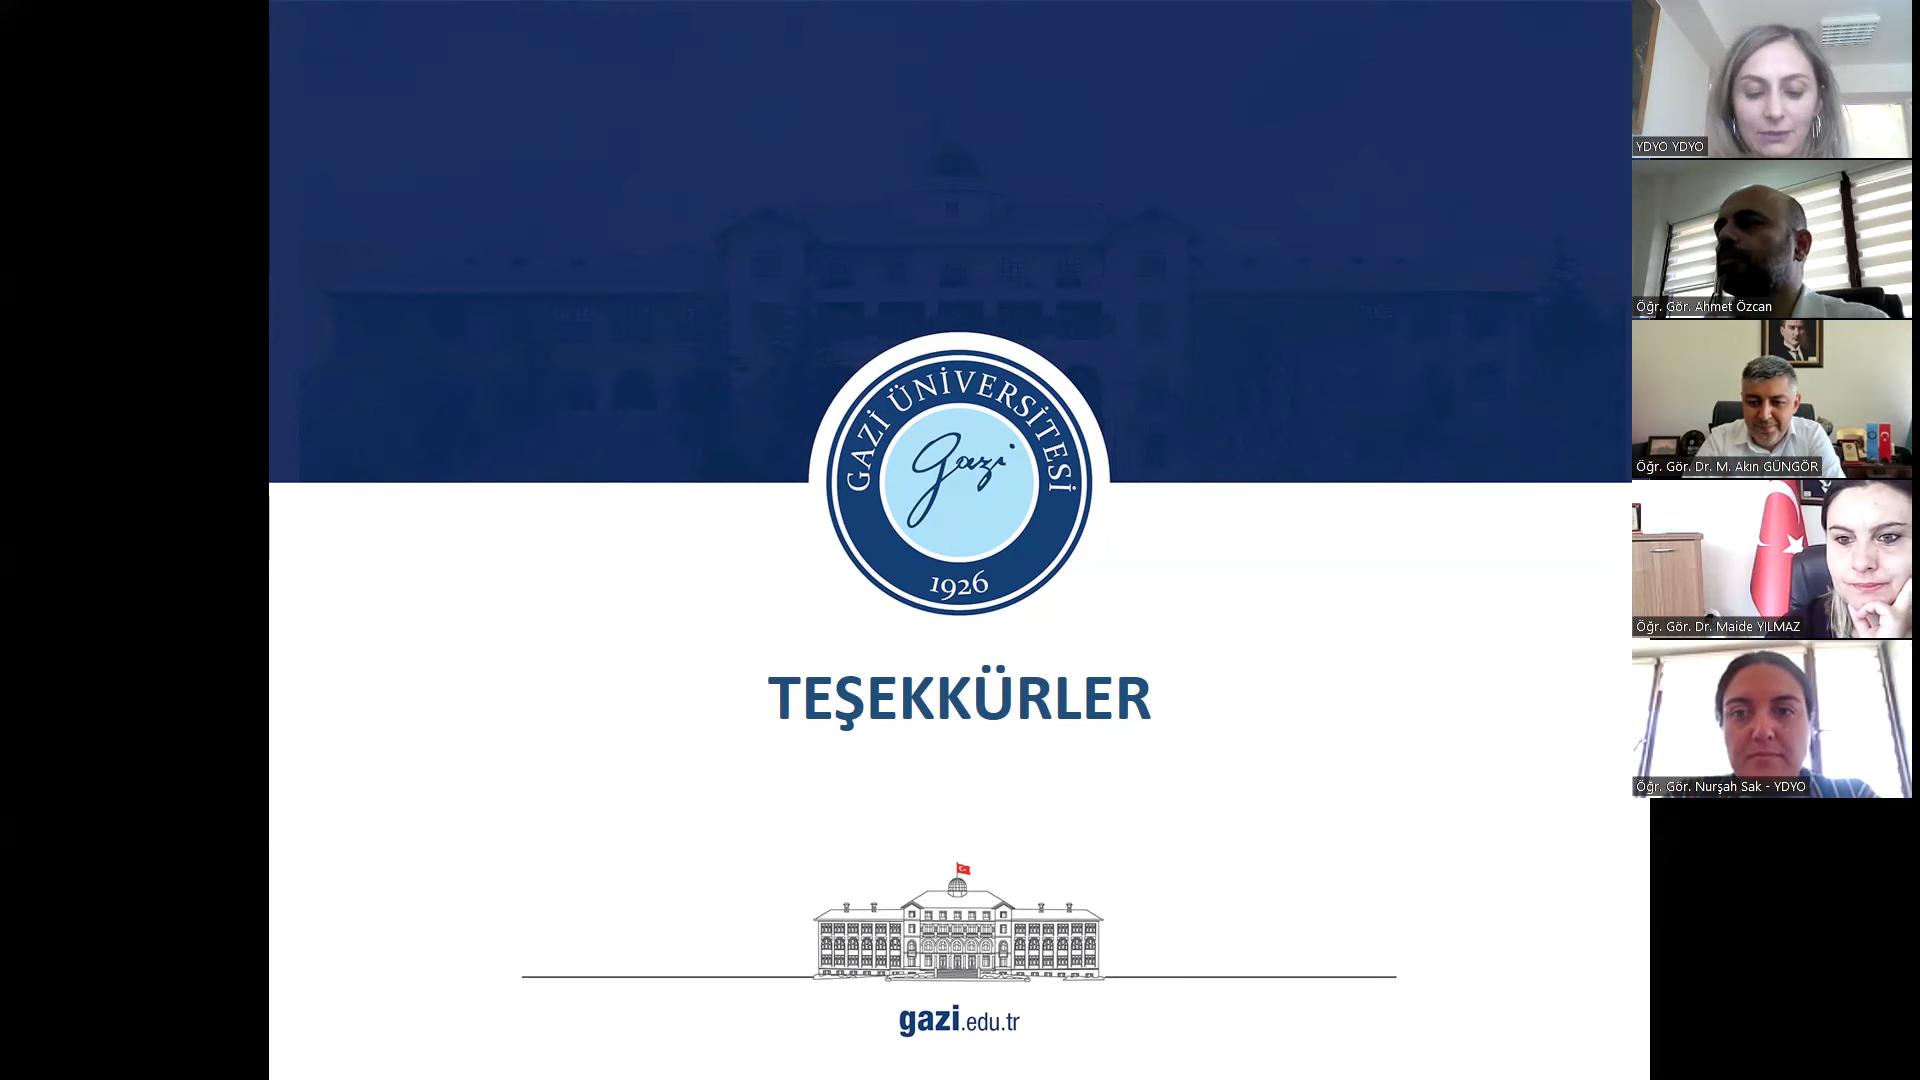 GAZİ ÜNİVERSİTESİ
gazi
1926
TEŞEKKÜRLER
gazi.edu.tr
YDYO YDYO
Öğr. Gör. Ahmet Özcan
Öğr. Gör. Dr. M. Akın GÜNGÖR
Öğr. Gör. Dr. Maide YILMAZ
Öğr. Gör. Nurşah Sak - YDYO